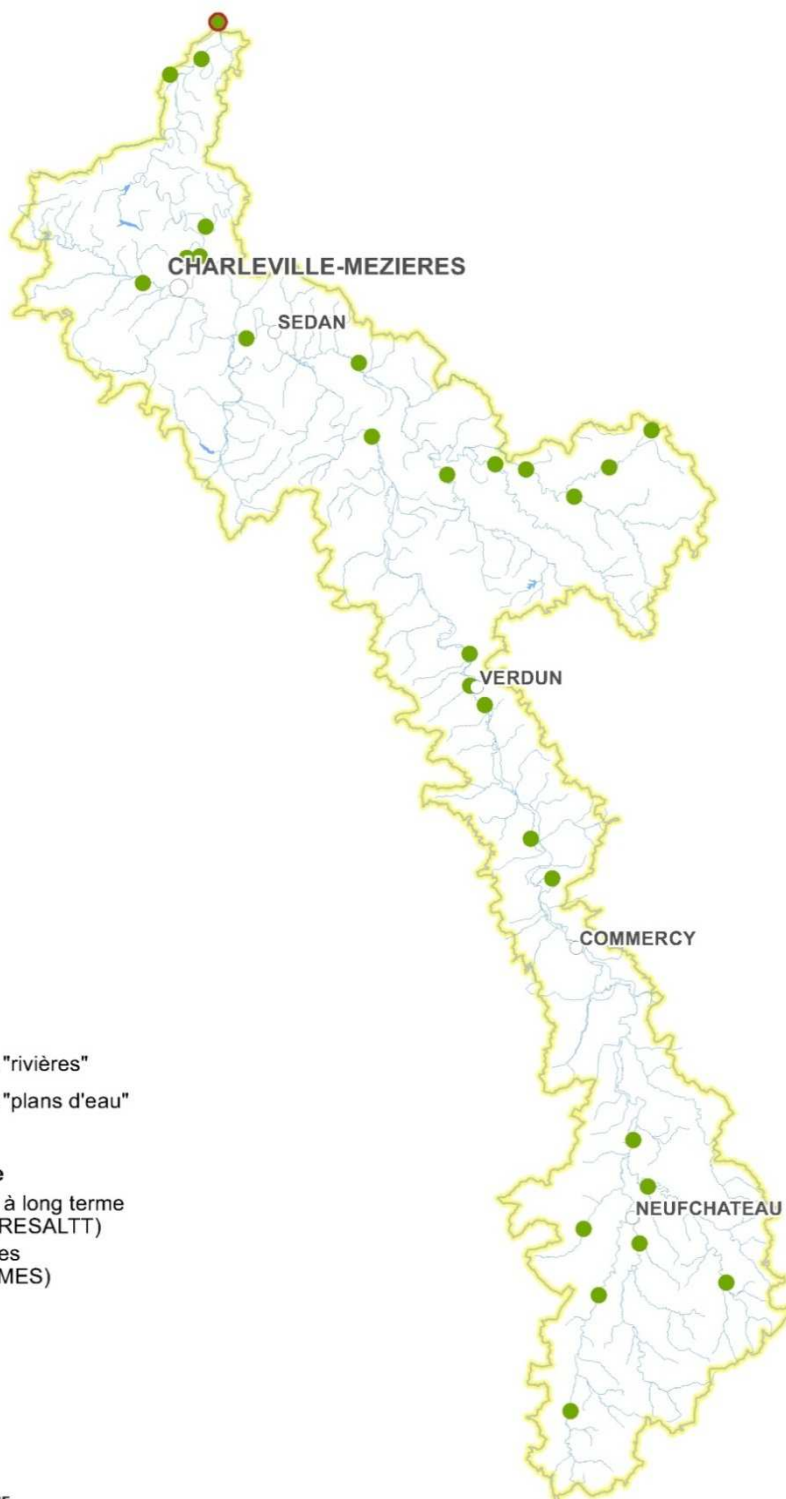 CHARLEVILLE-MEZIERES
SEDAN
VERDUN
COMMERCY
NEUFCHATEAU
"rivières"
"plans d'eau"
à long terme
RESALTT)
es
MES)